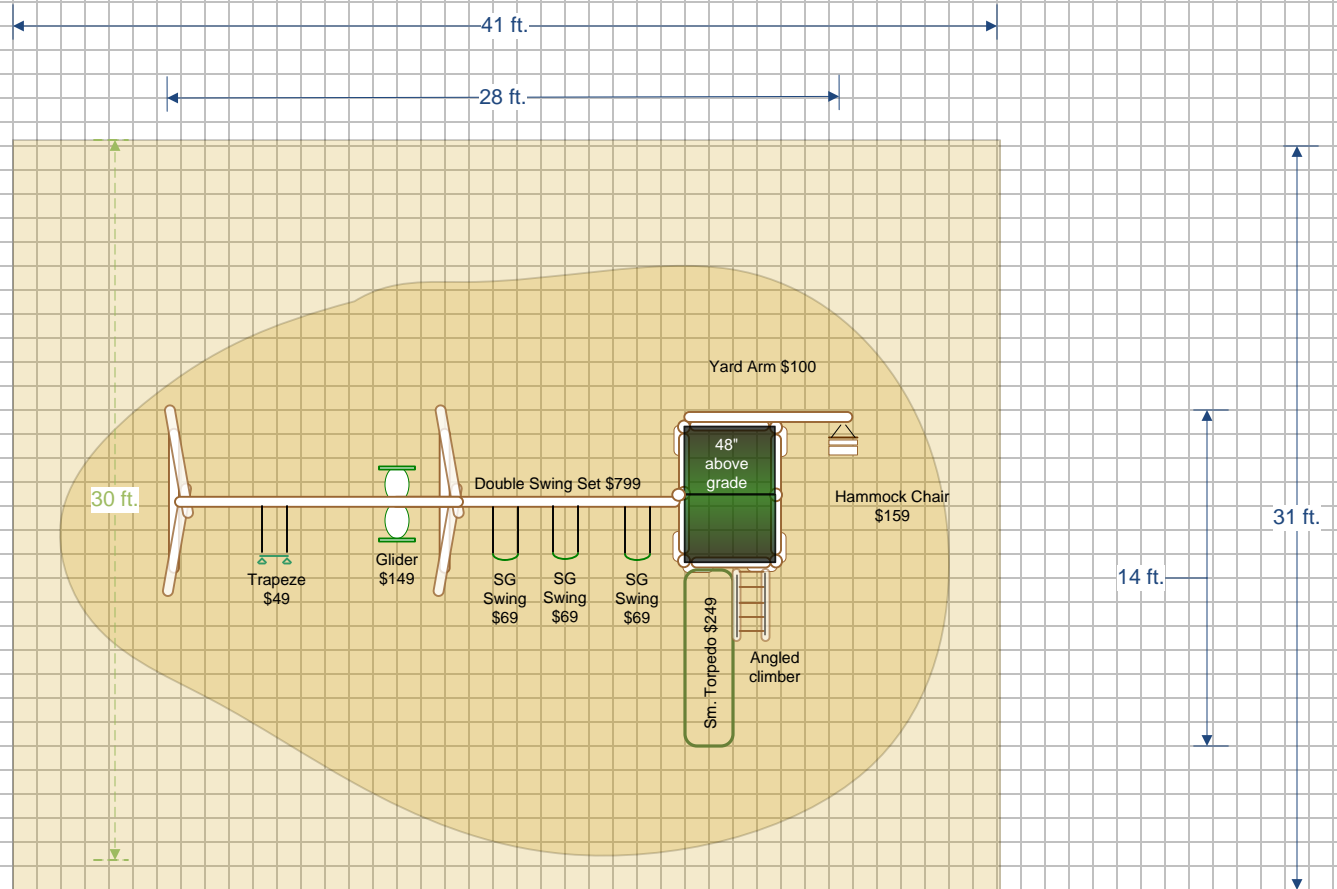 41 ft.
28 ft.
Yard Arm $100
48"
above
grade
Double Swing Set $799
30 ft.
Hammock Chair
$159
31 ft.
Glider
$149
Trapeze
$49
SG
Swing
$69
SG
Swing
$69
SG
Swing
$69
14 ft.
Sm. Torpedo $249
Angled
climber